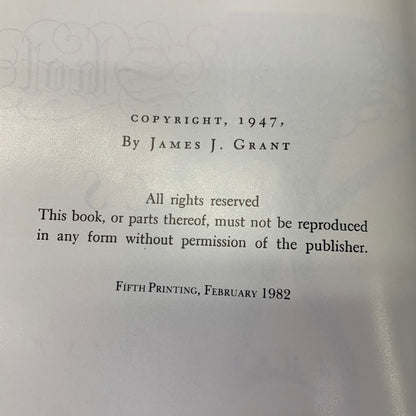 COPYRIGHT, 1947,
By JAMES J. GRANT
All rights reserved
This book, or parts thereof, must not be reproduced
in any form without permission of the publisher.
FIFTH PRINTING, FEBRUARY 1982